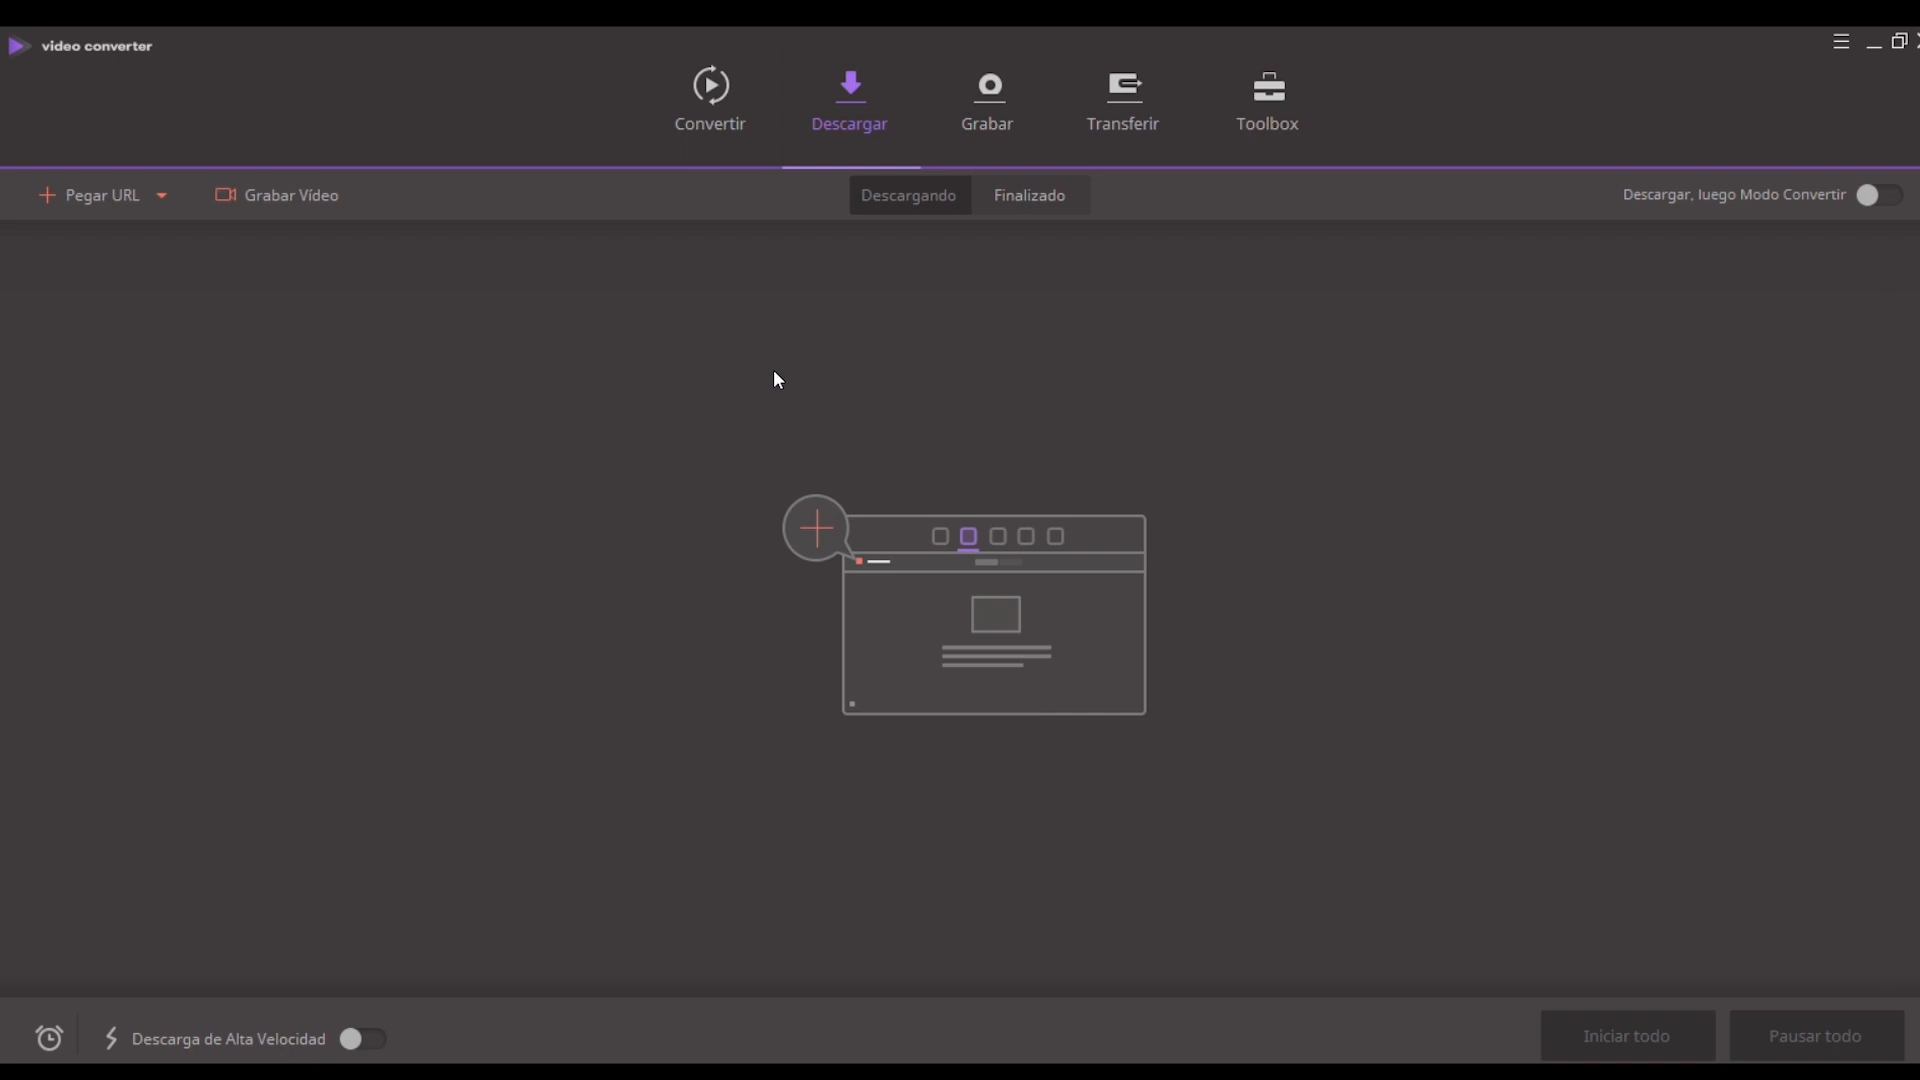 video converter
Convertir
Descargar
Grabar
Transferir
Toolbox
Pegar URL
Grabar Vídeo
Descargando
Finalizado
Descargar, luego Modo Convertir
Descarga de Alta Velocidad
Iniciar todo
Pausar todo